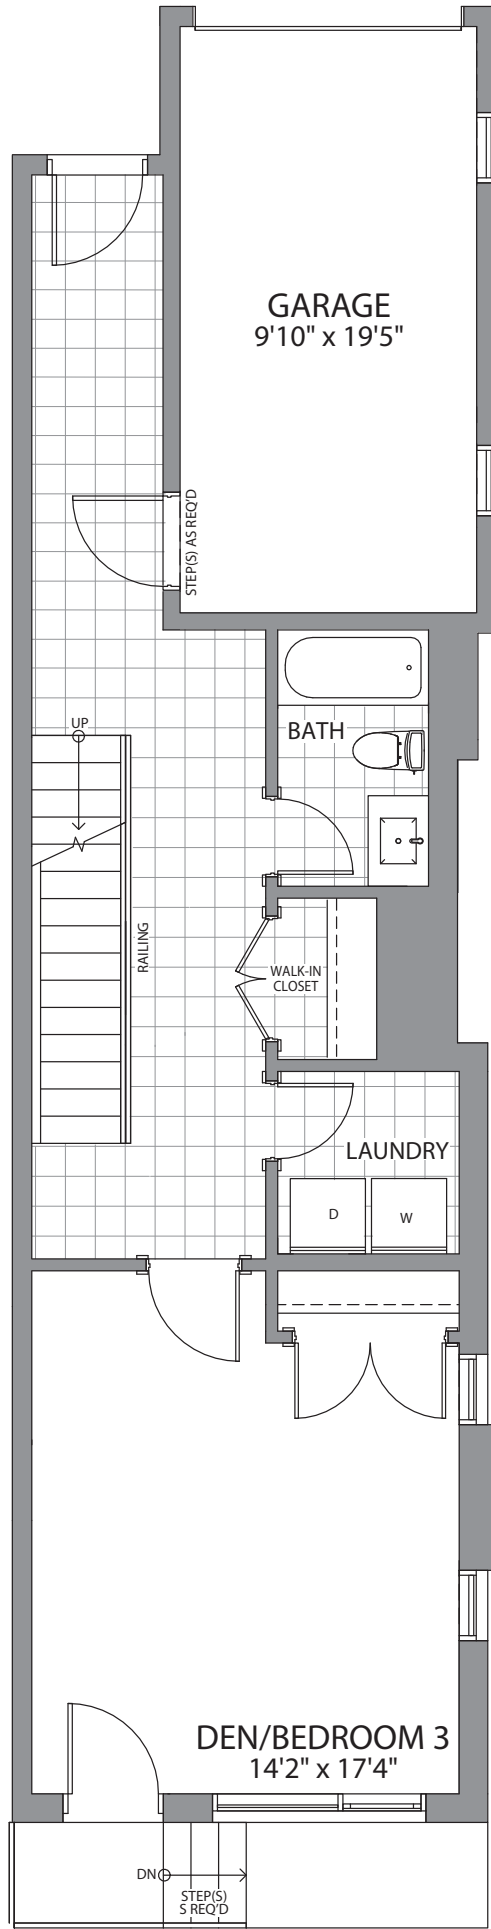 GARAGE
9'10" x 19'5"
STEP(S) AS REQ'D
BATH
UP
RAILING
WALK-IN
CLOSET
LAUNDRY
D
W
DEN/BEDROOM 3
14'2" x 17'4"
DN
STEP(S)
S REQ'D